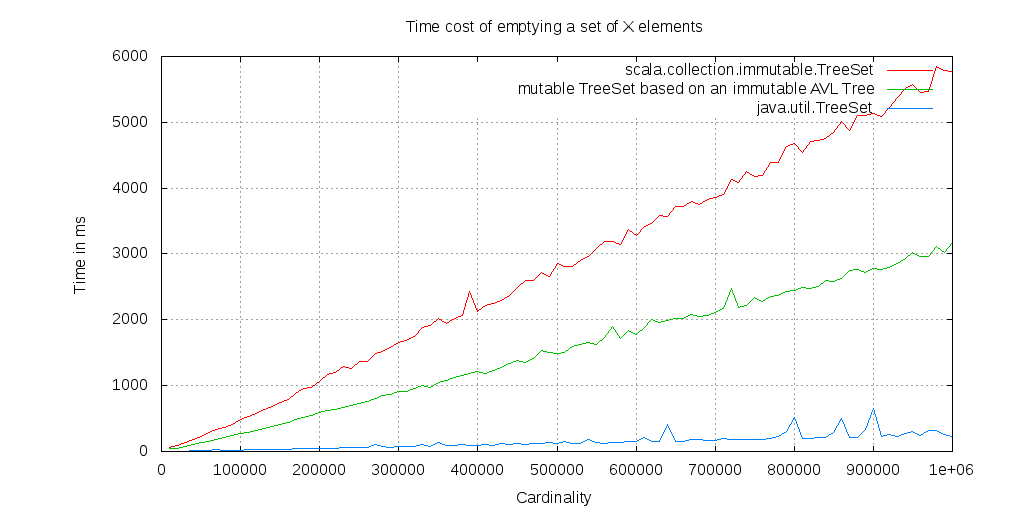 Time cost of emptying a set of X elements
6000
5000
4000
3000
2000
1000
0
Time in ms
scala.collection.immutable.TreeSet
mutable TreeSet based on an immutable AVL Tree
java.util.TreeSet
0 100000 200000 300000 400000 500000 600000 700000 800000 900000 1e+06
Cardinality